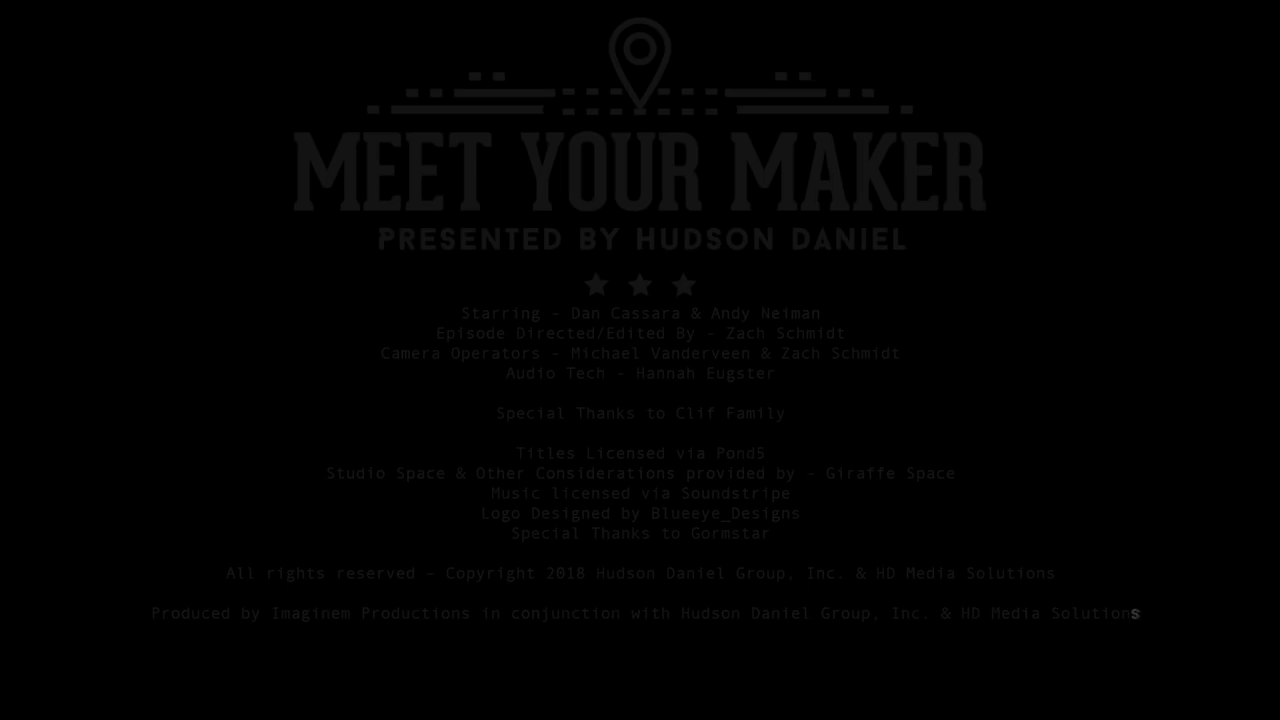 MEET YOUR MAKER
PRESENTED BY HUDSON DANIEL
Starring - Dan Cassara & Andy Neiman
Episode Directed/Edited By - Zach Schmidt
Camera Operators - Michael Vanderveen & Zach Schmidt
Audio Tech - Hannah Eugster
Special Thanks to Clif Family
Titles Licensed via Pond5
Studio Space & Other Considerations provided by - Giraffe Space
Music licensed via Soundstripe
Logo Designed by Blueeye_Designs
Special Thanks to Gormstar
All rights reserved – Copyright 2018 Hudson Daniel Group, Inc. & HD Media Solutions
Produced by Imaginem Productions in conjunction with Hudson Daniel Group, Inc. & HD Media Solutions